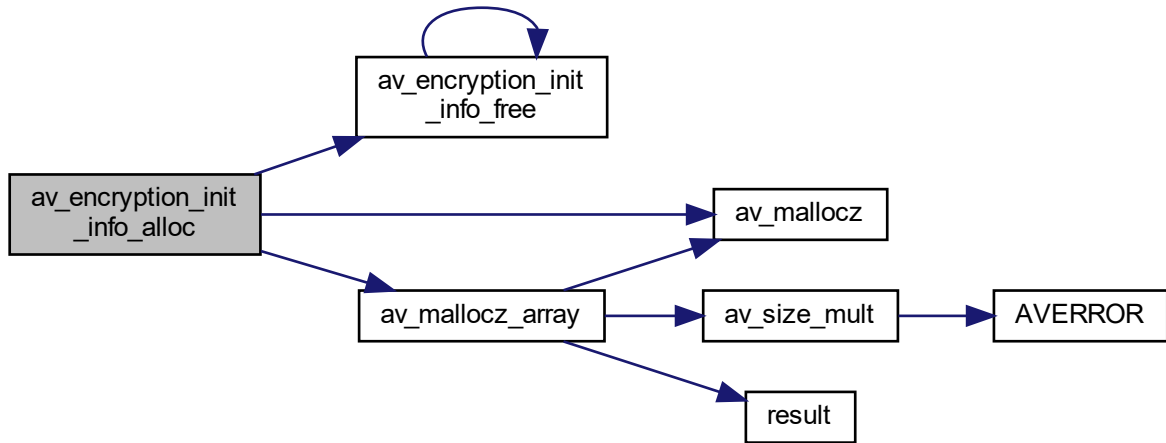 av_encryption_init
_info_free
av_encryption_init
_info_alloc
av_mallocz
av_mallocz_array
av_size_mult
AVERROR
result